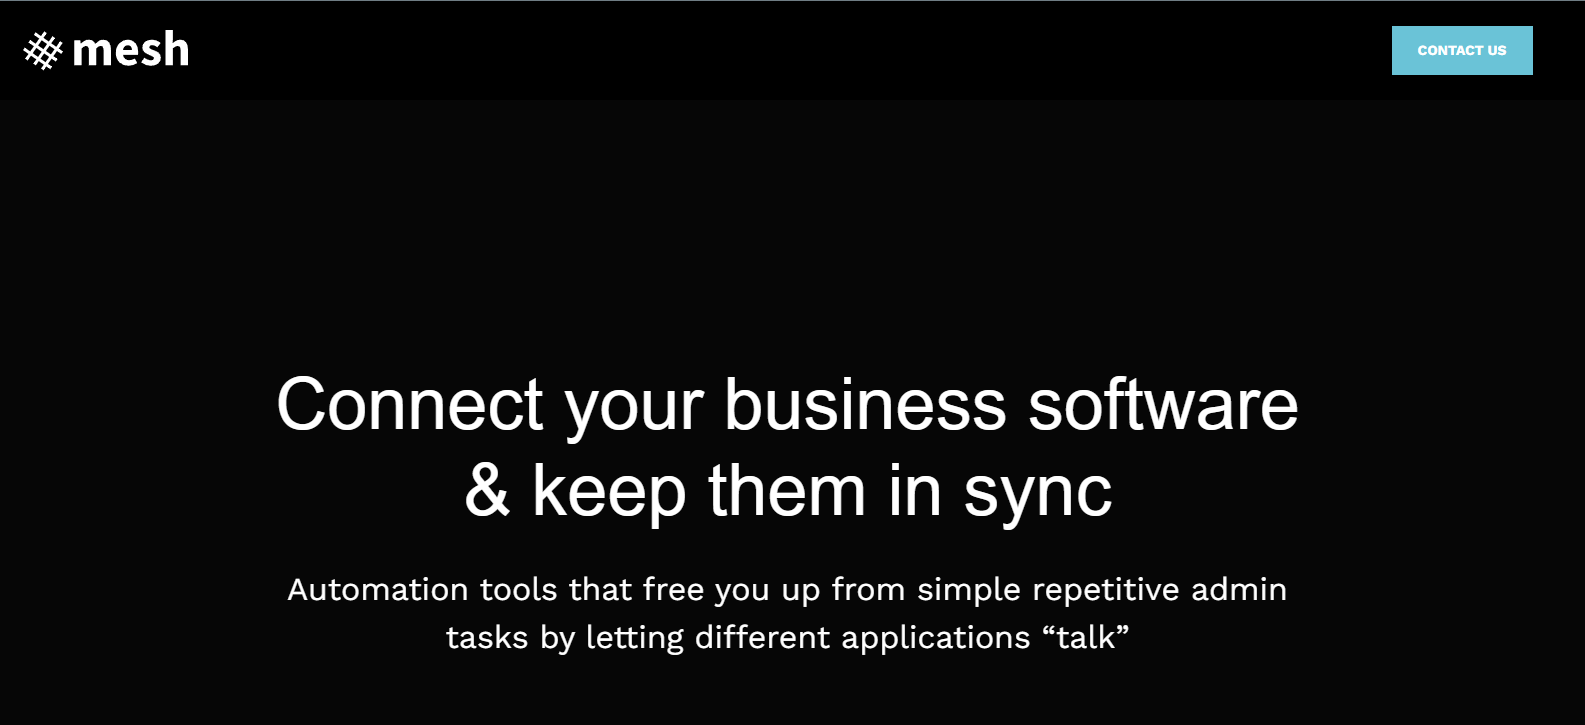 mesh
CONTACT US
Connect your business software
& keep them in sync
Automation tools that free you up from simple repetitive admin
tasks by letting different applications “talk”